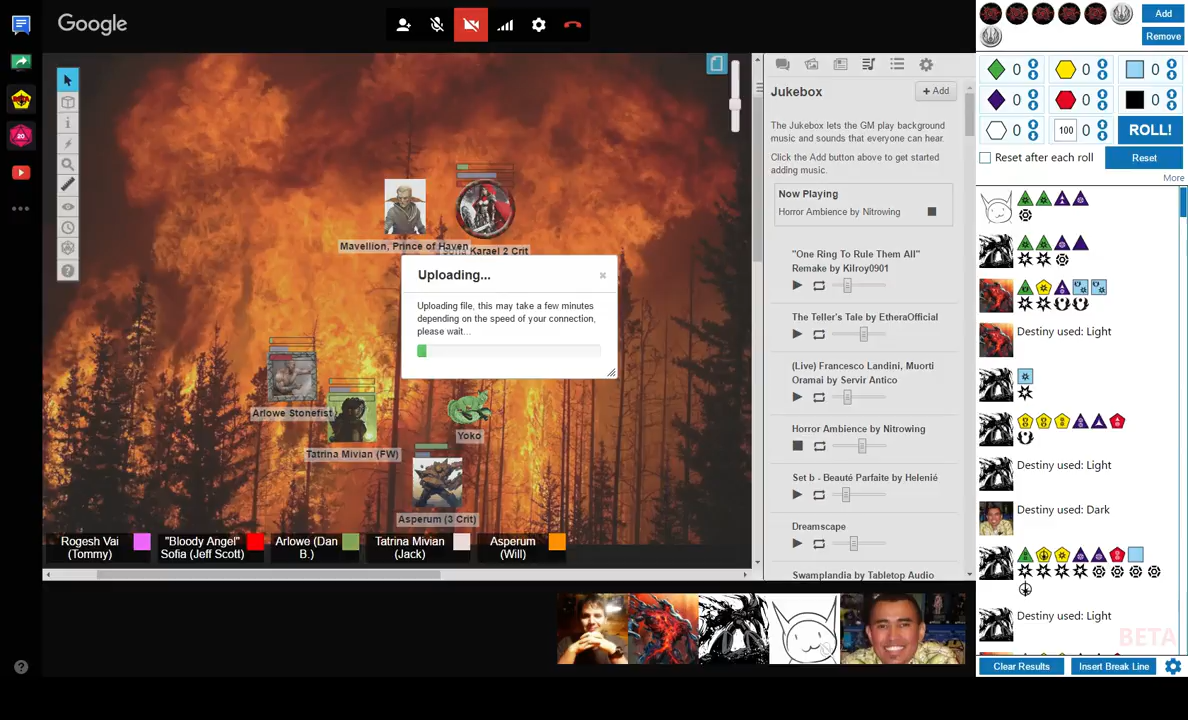 Google
Add
Remove
0
0
0
0
0
0
0
100
0
ROLL!
Reset after each roll
Reset
More
20
Jukebox
+ Add
The Jukebox lets the GM play background
music and sounds that everyone can hear.
Click the Add button above to get started
adding music.
Now Playing
Horror Ambience by Nitrowing
"One Ring To Rule Them All"
Remake by Kilroy0901
The Teller's Tale by EtheraOfficial
(Live) Francesco Landini, Muorti
Oramai by Servir Antico
Horror Ambience by Nitrowing
Set b - Beauté Parfaite by Helenié
Dreamscape
Swamplandia by Tabletop Audio
Mavellion, Prince of Haven
Karael 2 Crit
Uploading...
Uploading file, this may take a few minutes
depending on the speed of your connection,
please wait...
Arlowe Stonefist
Tatrina Mivian (FW)
Yoko
Asperum (3 Crit)
Rogesh Vai
(Tommy)
"Bloody Angel"
Sofia (Jeff Scott)
Arlowe (Dan
B.)
Tatrina Mivian
(Jack)
Asperum
(Will)
Destiny used: Light
Destiny used: Light
Destiny used: Dark
Destiny used: Light
BETA
Clear Results
Insert Break Line